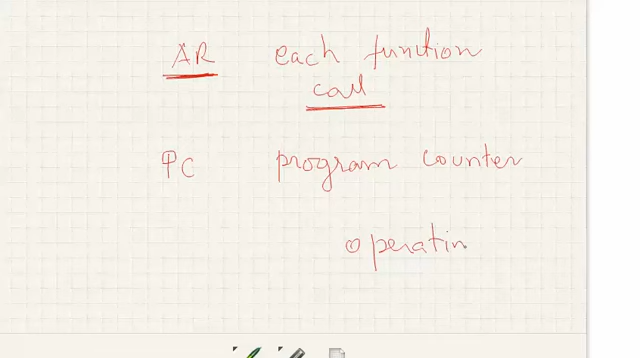 AR each function
call
PC program counter
operatin